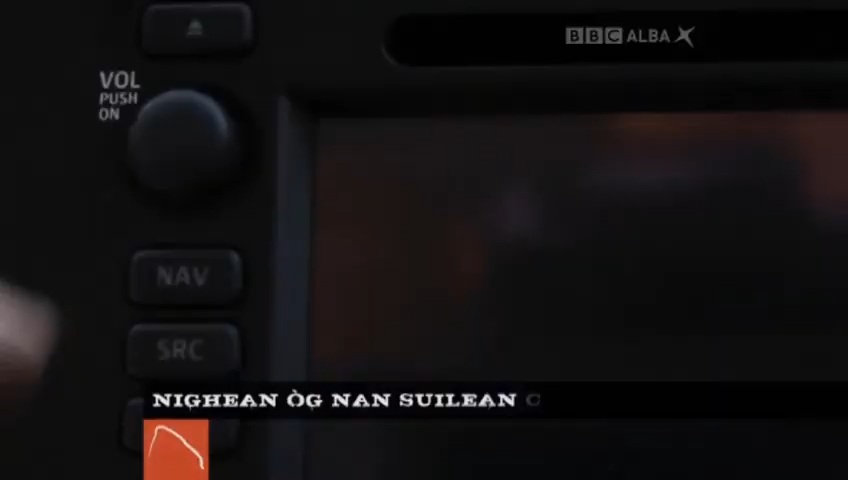 BBC ALBA
VOL
PUSH
ON
NAV
SRC
NIGHEAN ÒG NAN SUILEAN